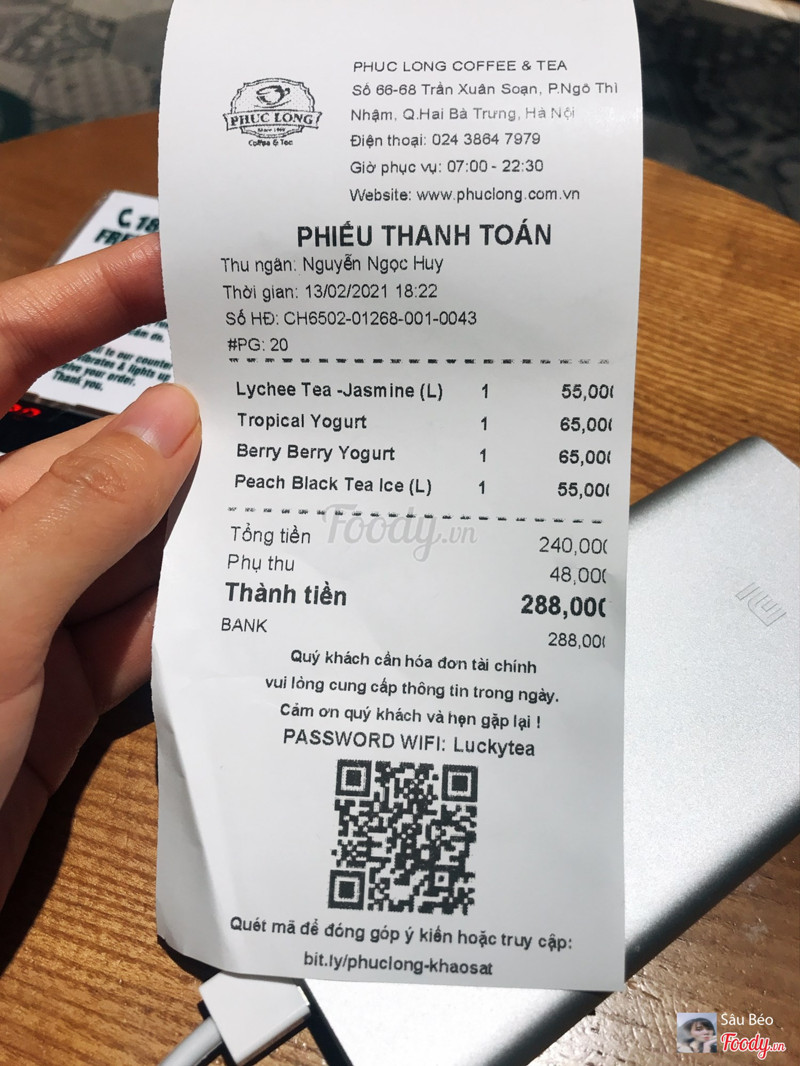 PHUC LONG COFFEE & TEA
Số 66-68 Trần Xuân Soạn, P.Ngô Thì
Nhậm, Q.Hai Bà Trưng, Hà Nội
Điện thoại: 024 3864 7979
Giờ phục vụ: 07:00 - 22:30
Website: www.phuclong.com.vn
PHUC LONG
Since 1968
Coffee & Tea
PHIẾU THANH TOÁN
Thu ngân: Nguyễn Ngọc Huy
Thời gian: 13/02/2021 18:22
Số HĐ: CH6502-01268-001-0043
#PG: 20
Lychee Tea -Jasmine (L) 1 55,000
Tropical Yogurt 1 65,000
Berry Berry Yogurt 1 65,000
Peach Black Tea Ice (L) 1 55,000
Foody.vn
Tổng tiền 240,000
Phụ thu 48,000
Thành tiền 288,000
BANK 288,000
Quý khách cần hóa đơn tài chính
vui lòng cung cấp thông tin trong ngày.
Cảm ơn quý khách và hẹn gặp lại !
PASSWORD WIFI: Luckytea
Quét mã để đóng góp ý kiến hoặc truy cập:
bit.ly/phuclong-khaosat
to our counter
Thank you.
Sâu Béo
Foody.vn